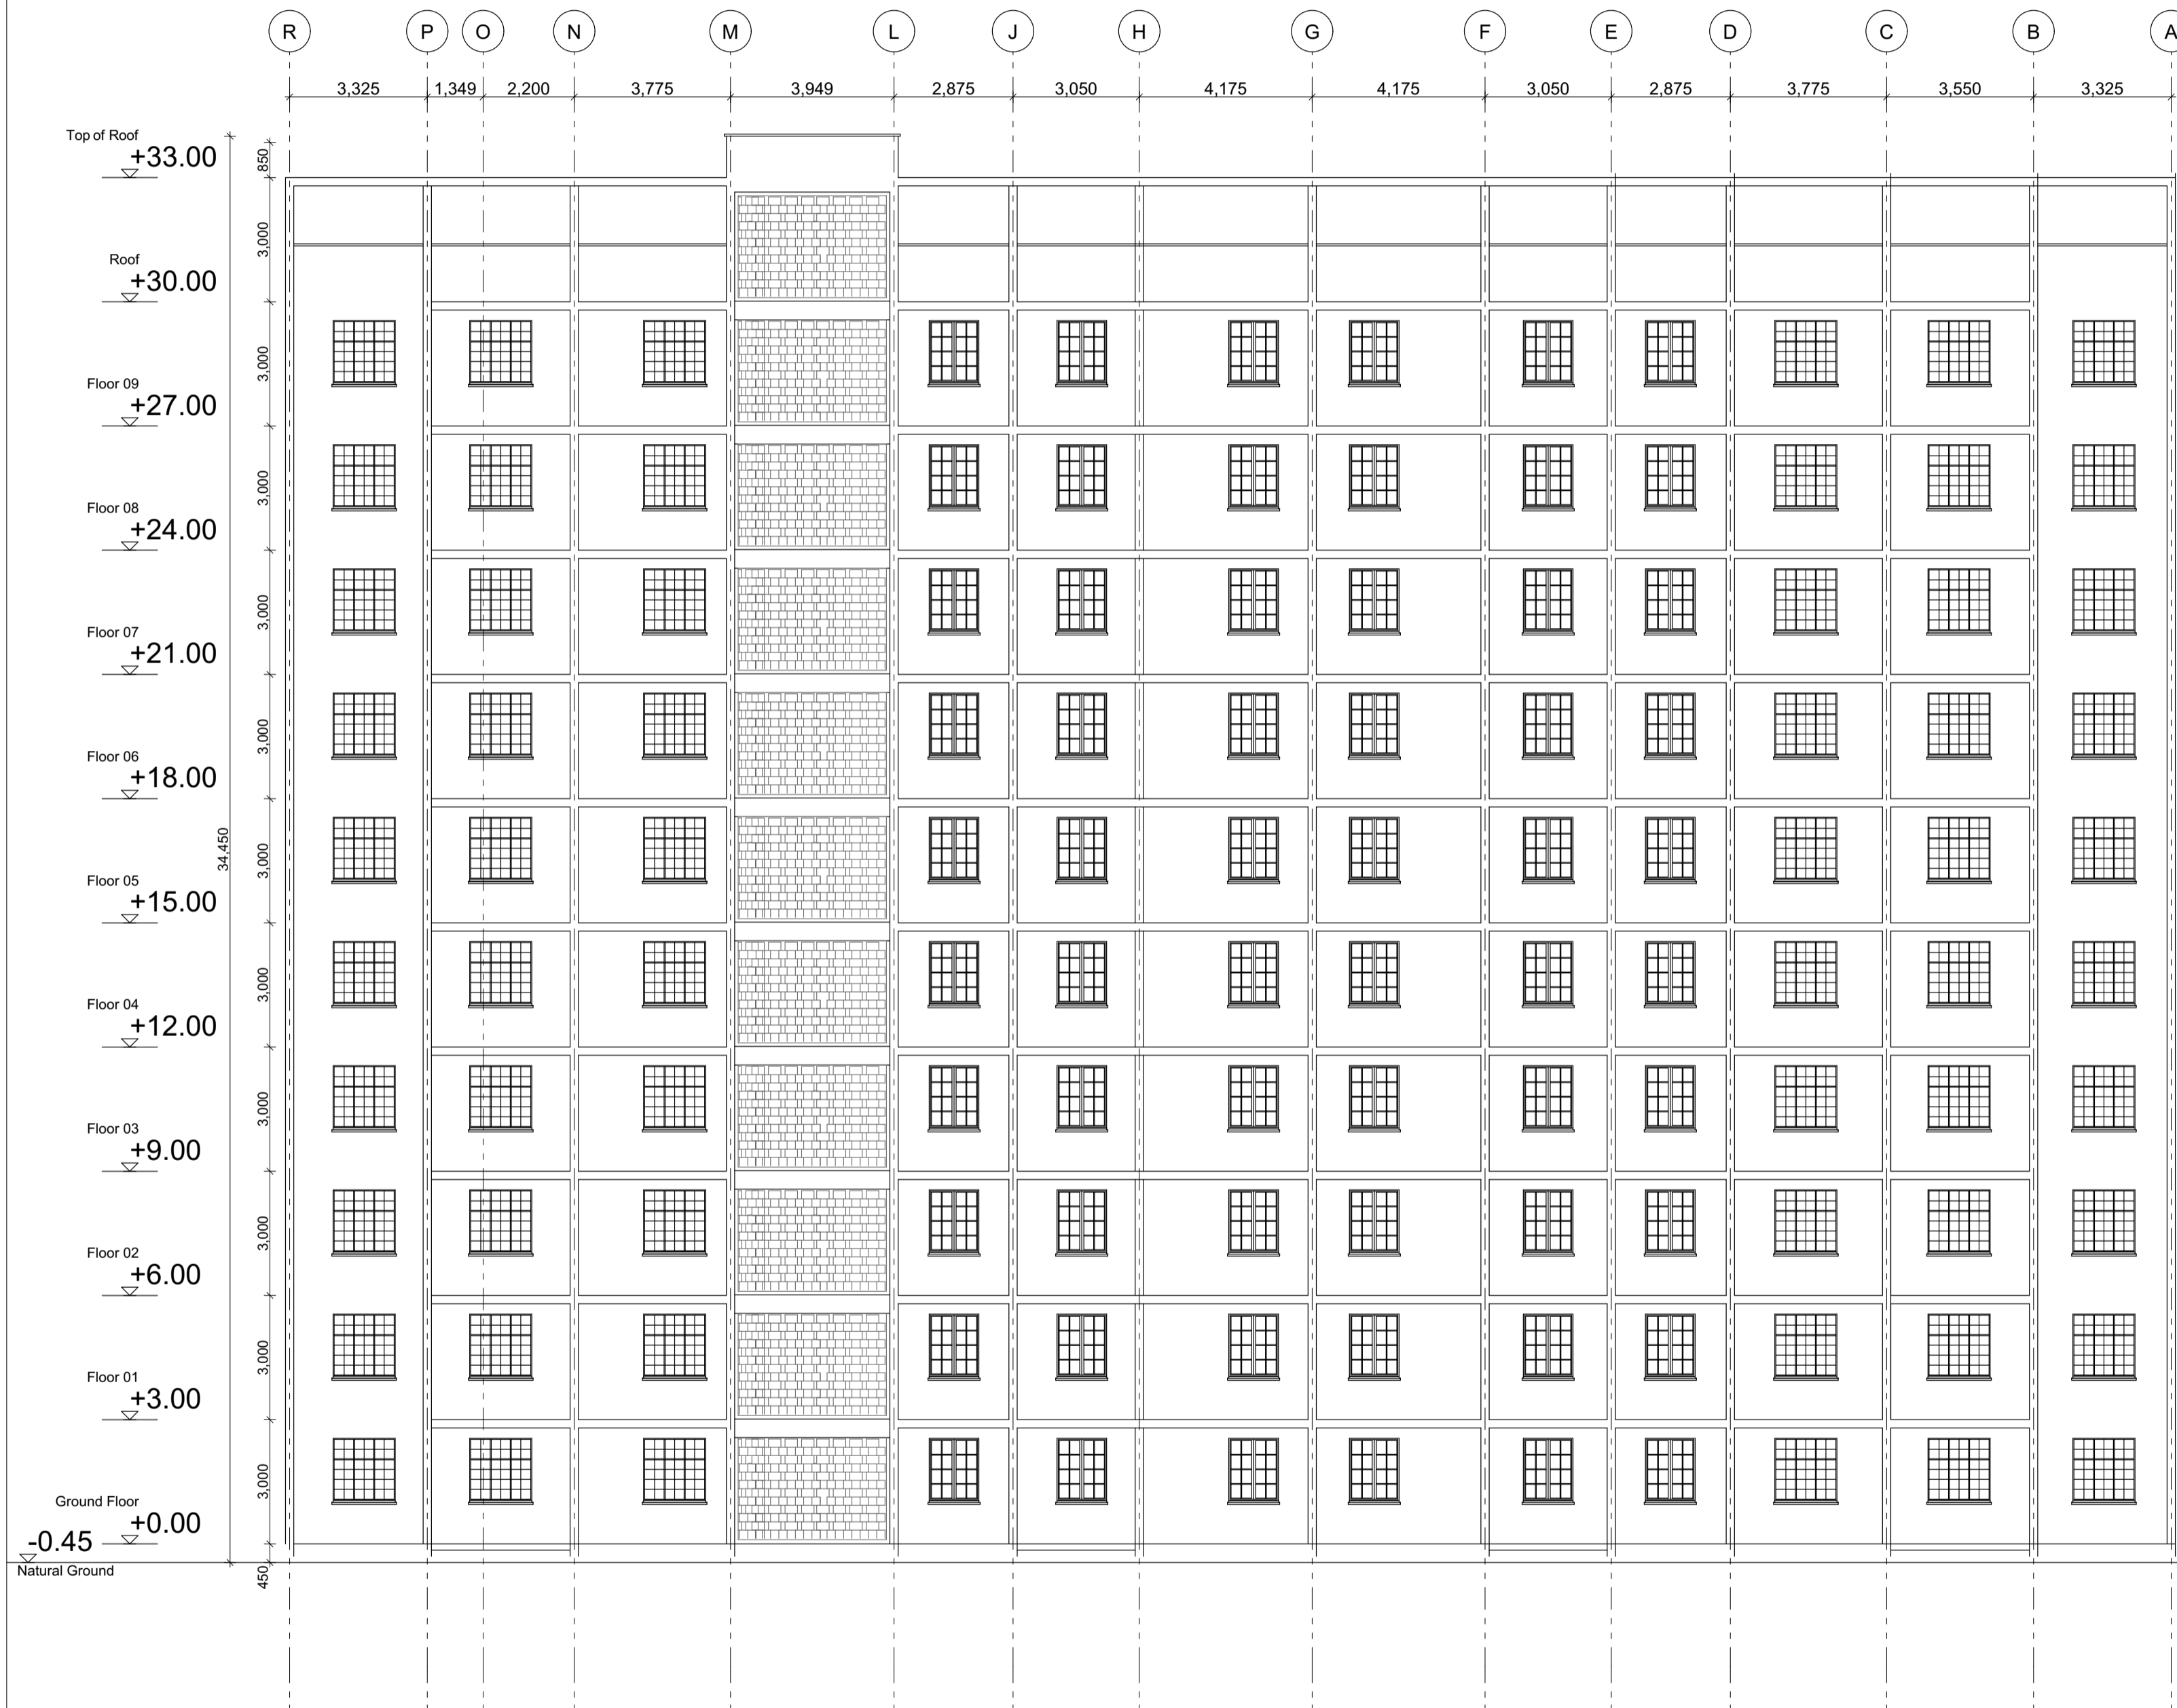 R P O N M L J H G F E D C B A
3,325 1,349 2,200 3,775 3,949 2,875 3,050 4,175 4,175 3,050 2,875 3,775 3,550 3,325
Top of Roof
+33.00
850
3,000
Roof
+30.00
3,000
Floor 09
+27.00
3,000
Floor 08
+24.00
3,000
Floor 07
+21.00
3,000
Floor 06
+18.00
34,450
3,000
Floor 05
+15.00
3,000
Floor 04
+12.00
3,000
Floor 03
+9.00
3,000
Floor 02
+6.00
3,000
Floor 01
+3.00
3,000
Ground Floor
+0.00
-0.45
Natural Ground
450